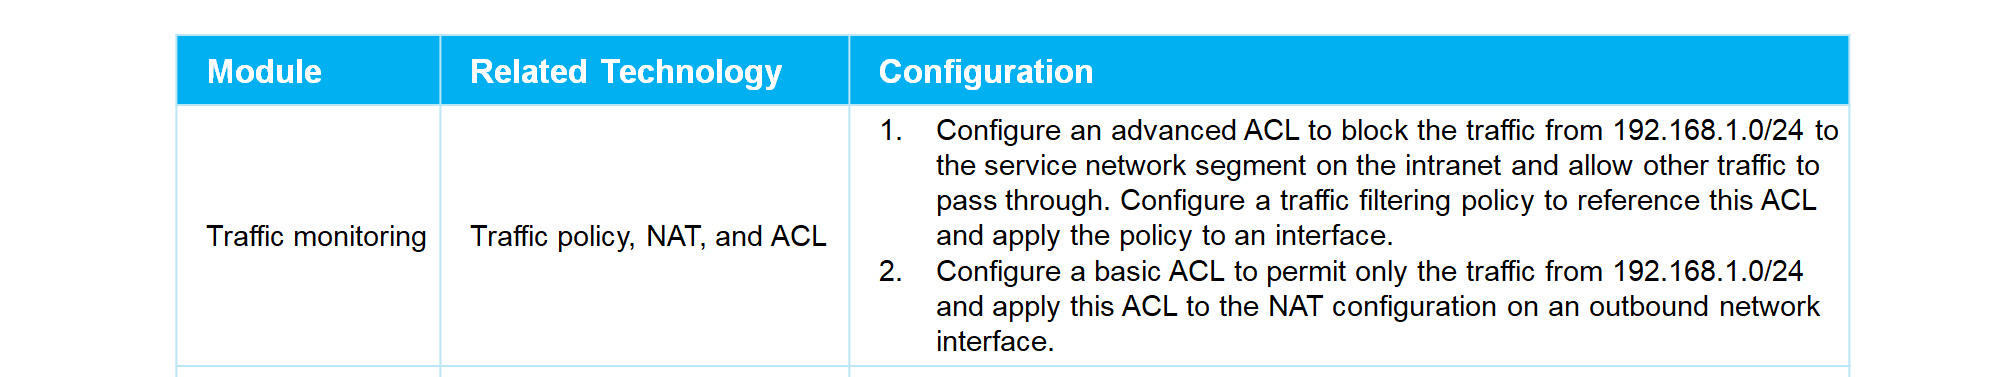 Module
Related Technology
Configuration
Traffic monitoring
Traffic policy, NAT, and ACL
1. Configure an advanced ACL to block the traffic from 192.168.1.0/24 to
the service network segment on the intranet and allow other traffic to
pass through. Configure a traffic filtering policy to reference this ACL
and apply the policy to an interface.
2. Configure a basic ACL to permit only the traffic from 192.168.1.0/24
and apply this ACL to the NAT configuration on an outbound network
interface.